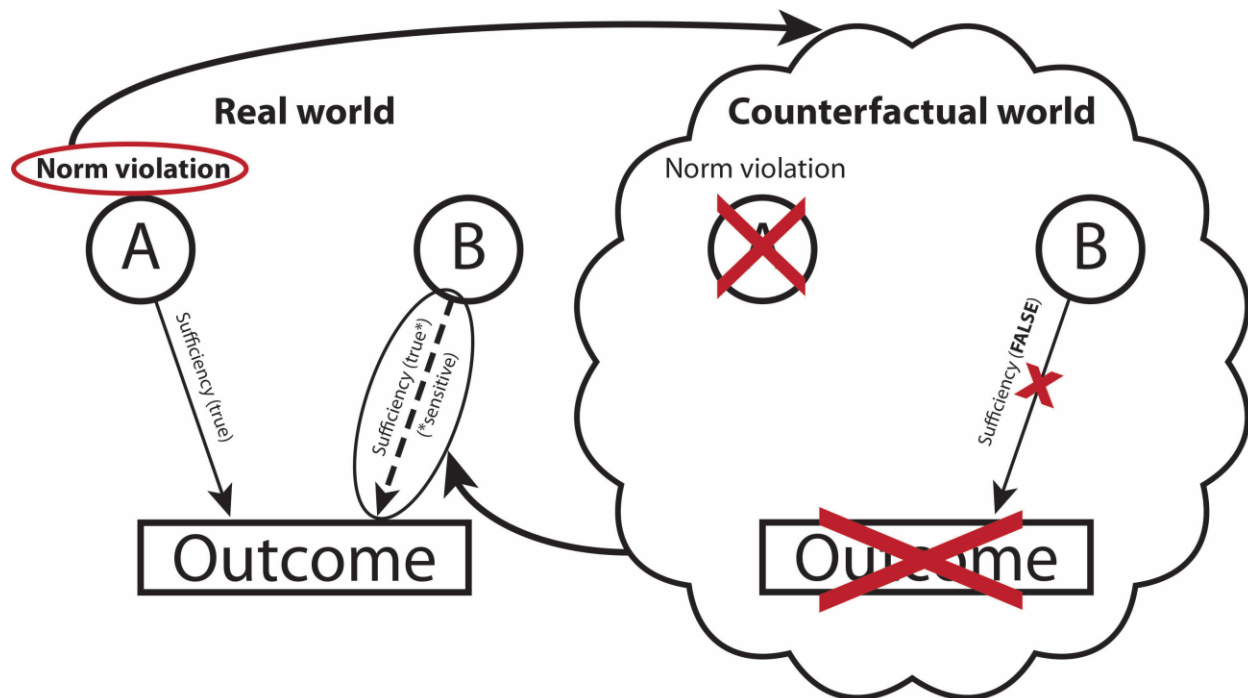 Real world
Norm violation
A
B
Sufficiency (true)
Sufficiency (true*)
(*sensitive)
Outcome
Counterfactual world
Norm violation
A
B
Sufficiency (FALSE)
Outcome